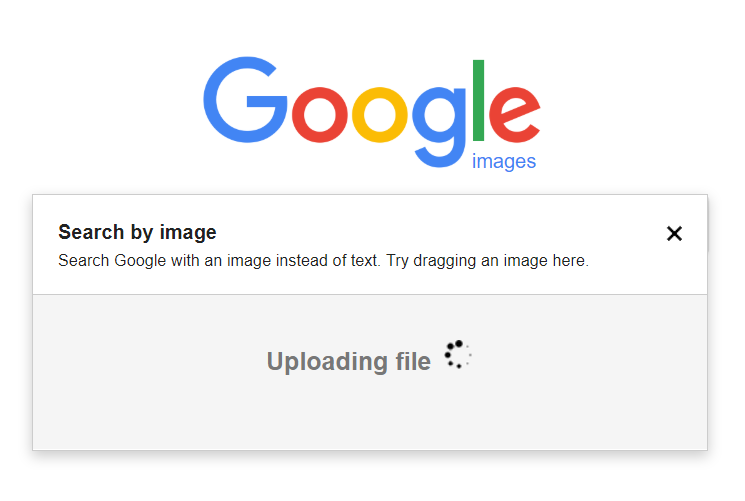 Google
images
Search by image
Search Google with an image instead of text. Try dragging an image here.
Uploading file